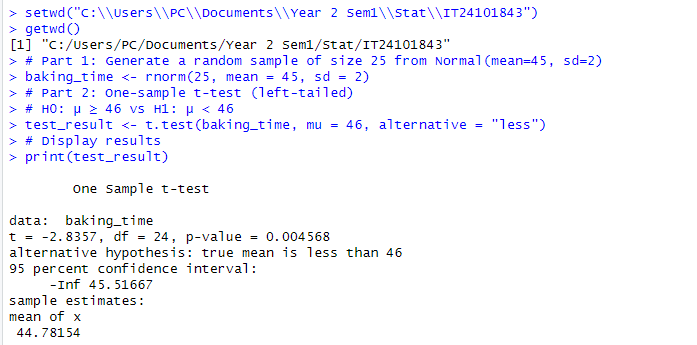 > setwd("C:\\Users\\PC\\Documents\\Year 2 Sem1\\Stat\\IT24101843")
> getwd()
[1] "C:/Users/PC/Documents/Year 2 Sem1/Stat/IT24101843"
> # Part 1: Generate a random sample of size 25 from Normal(mean=45, sd=2)
> baking_time <- rnorm(25, mean = 45, sd = 2)
> # Part 2: One-sample t-test (left-tailed)
> # H0: μ ≥ 46 vs H1: μ < 46
> test_result <- t.test(baking_time, mu = 46, alternative = "less")
> # Display results
> print(test_result)
One Sample t-test
data:  baking_time
t = -2.8357, df = 24, p-value = 0.004568
alternative hypothesis: true mean is less than 46
95 percent confidence interval:
-Inf 45.51667
sample estimates:
mean of x
44.78154